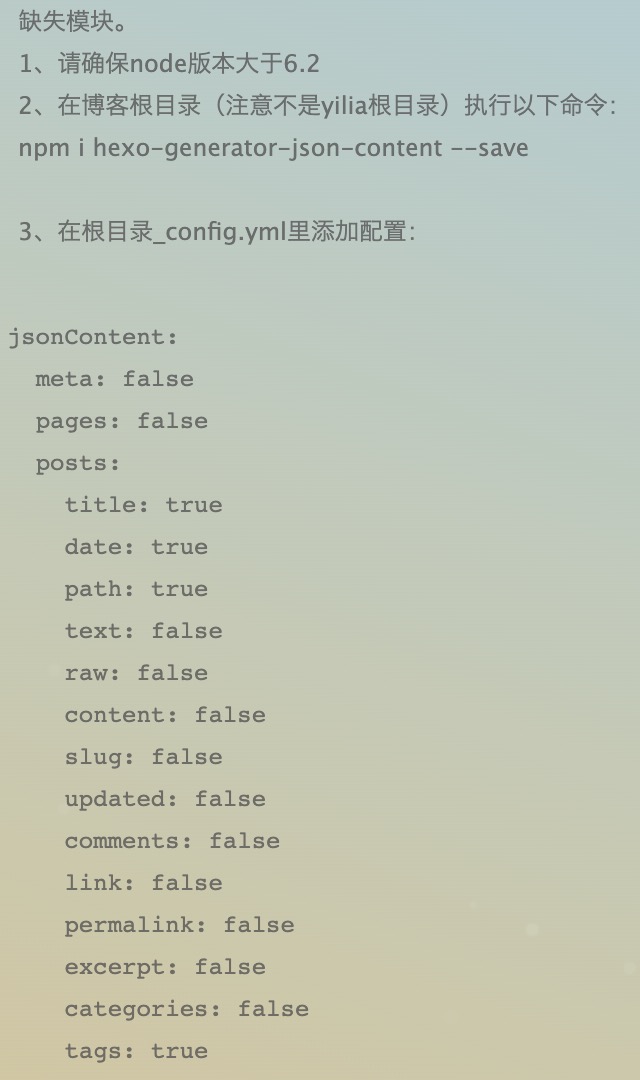 缺失模块。
1、请确保node版本大于6.2
2、在博客根目录（注意不是yilia根目录）执行以下命令：
npm i hexo-generator-json-content --save
3、在根目录_config.yml里添加配置：
jsonContent:
  meta: false
  pages: false
  posts:
    title: true
    date: true
    path: true
    text: false
    raw: false
    content: false
    slug: false
    updated: false
    comments: false
    link: false
    permalink: false
    excerpt: false
    categories: false
    tags: true